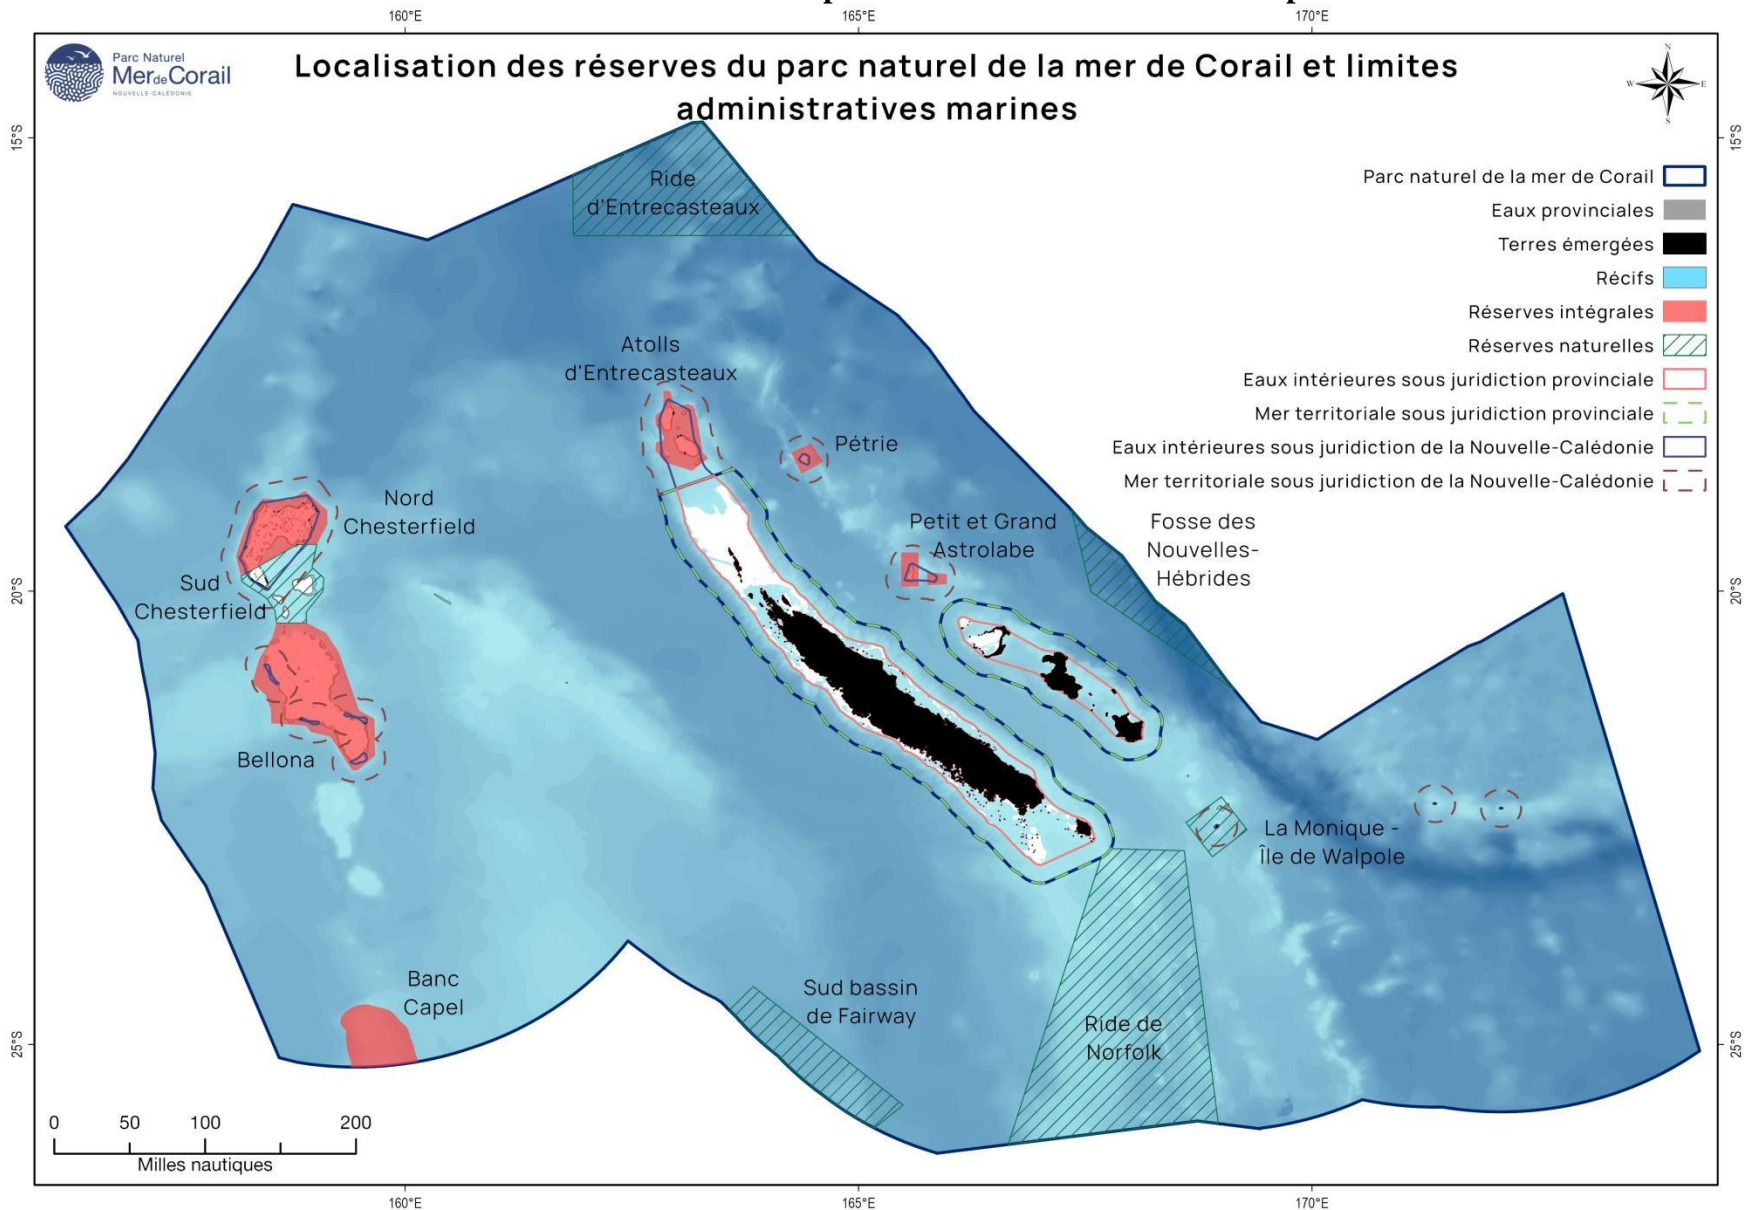 160°E
165°E
170°E
Parc Naturel
Mer de Corail
NOUVELLE-CALÉDONIE
Localisation des réserves du parc naturel de la mer de Corail et limites
administratives marines
N
W
E
S
15°S
15°S
Parc naturel de la mer de Corail
Eaux provinciales
Terres émergées
Récifs
Réserves intégrales
Réserves naturelles
Eaux intérieures sous juridiction provinciale
Mer territoriale sous juridiction provinciale
Eaux intérieures sous juridiction de la Nouvelle-Calédonie
Mer territoriale sous juridiction de la Nouvelle-Calédonie
Ride
d'Entrecasteaux
Atolls
d'Entrecasteaux
Pétrie
Nord
Chesterfield
Petit et Grand
Astrolabe
Fosse des
Nouvelles-
Hébrides
Sud
Chesterfield
20°S
20°S
Bellona
La Monique -
Île de Walpole
Banc
Capel
Sud bassin
de Fairway
Ride de
Norfolk
25°S
25°S
0 50 100 200
Milles nautiques
160°E
165°E
170°E